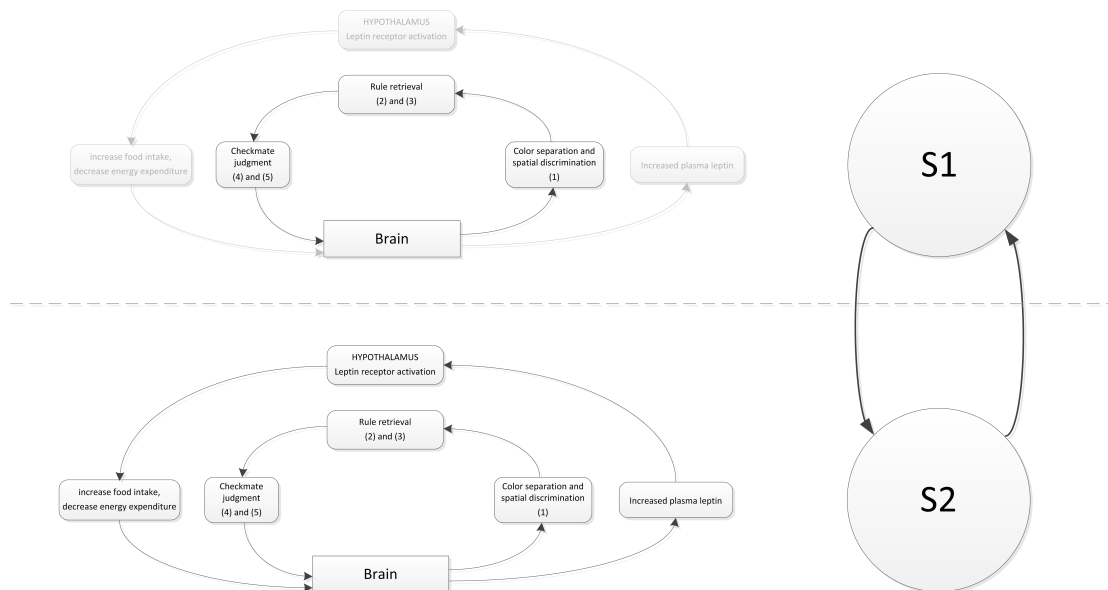 HYPOTHALAMUS
Leptin receptor activation
Rule retrieval
(2) and (3)
increase food intake,
decrease energy expenditure
Checkmate
judgment
(4) and (5)
Color separation and
spatial discrimination
(1)
Increased plasma leptin
Brain
S1
HYPOTHALAMUS
Leptin receptor activation
Rule retrieval
(2) and (3)
increase food intake,
decrease energy expenditure
Checkmate
judgment
(4) and (5)
Color separation and
spatial discrimination
(1)
Increased plasma leptin
Brain
S2